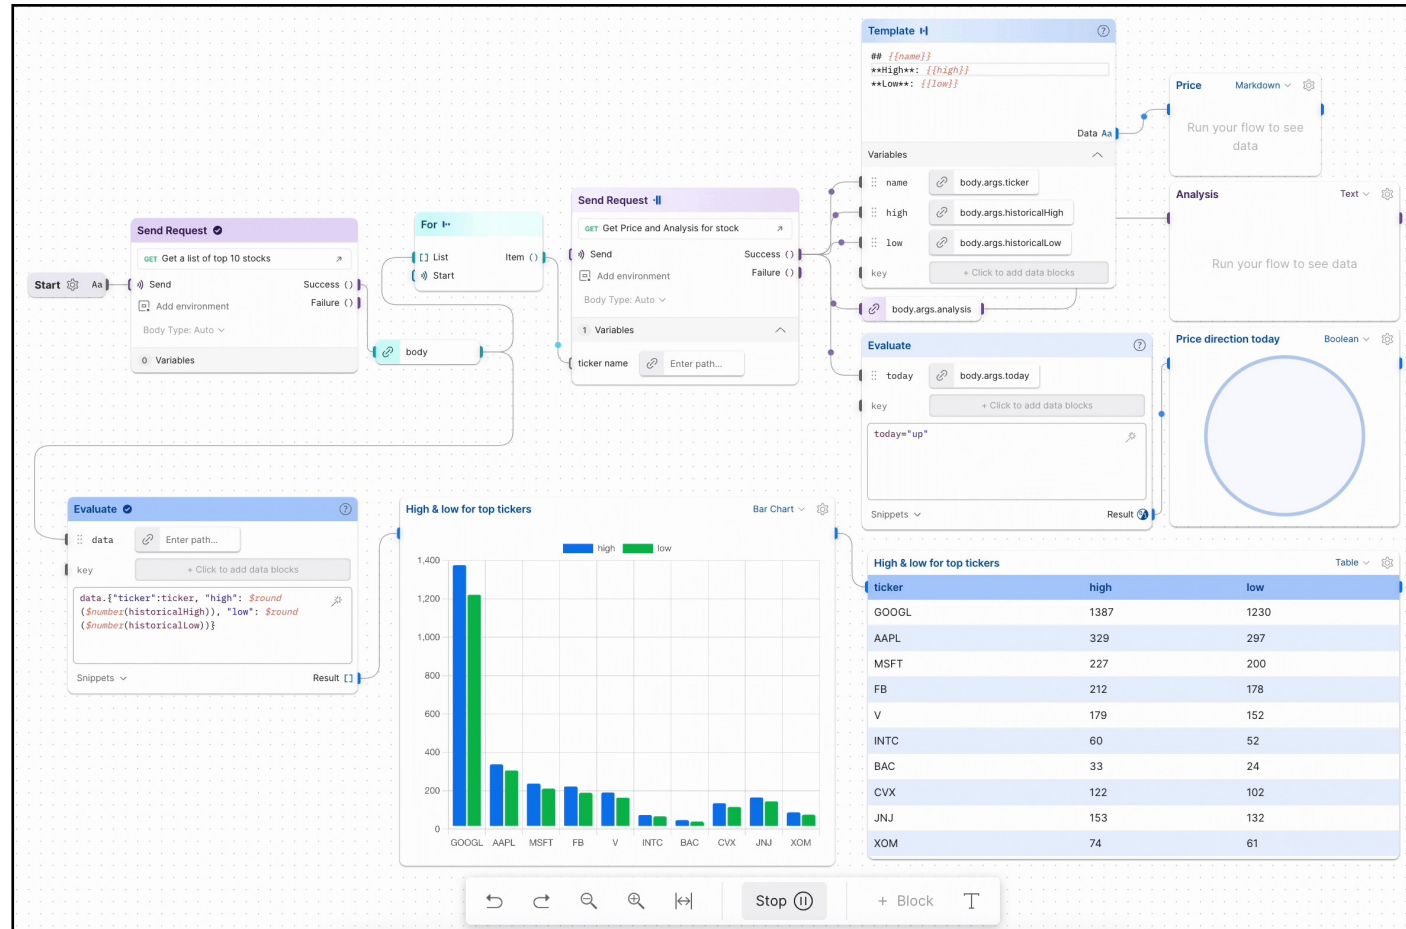 Template
## {{name}}
**High**: {{high}}
**Low**: {{low}}
Data Aa
Variables
name body.args.ticker
high body.args.historicalHigh
low body.args.historicalLow
key + Click to add data blocks
Price Markdown
Run your flow to see
data
Analysis Text
Run your flow to see data
Start Aa
Send Request
GET Get a list of top 10 stocks
Send Success ()
Add environment Failure ()
Body Type: Auto
0 Variables
body
For
[] List Item ()
Start
Send Request
GET Get Price and Analysis for stock
Send Success ()
Add environment Failure ()
Body Type: Auto
1 Variables
ticker name Enter path...
body.args.analysis
Evaluate
today body.args.today
key + Click to add data blocks
today="up"
Snippets Result
Price direction today Boolean
Evaluate
data Enter path...
key + Click to add data blocks
data.{"ticker":ticker, "high": $round
($number(historicalHigh)), "low": $round
($number(historicalLow))}
Snippets Result []
High & low for top tickers Bar Chart
high low
1,400
1,200
1,000
800
600
400
200
0
GOOGL AAPL MSFT FB V INTC BAC CVX JNJ XOM
High & low for top tickers Table
ticker high low
GOOGL 1387 1230
AAPL 329 297
MSFT 227 200
FB 212 178
V 179 152
INTC 60 52
BAC 33 24
CVX 122 102
JNJ 153 132
XOM 74 61
Stop + Block T